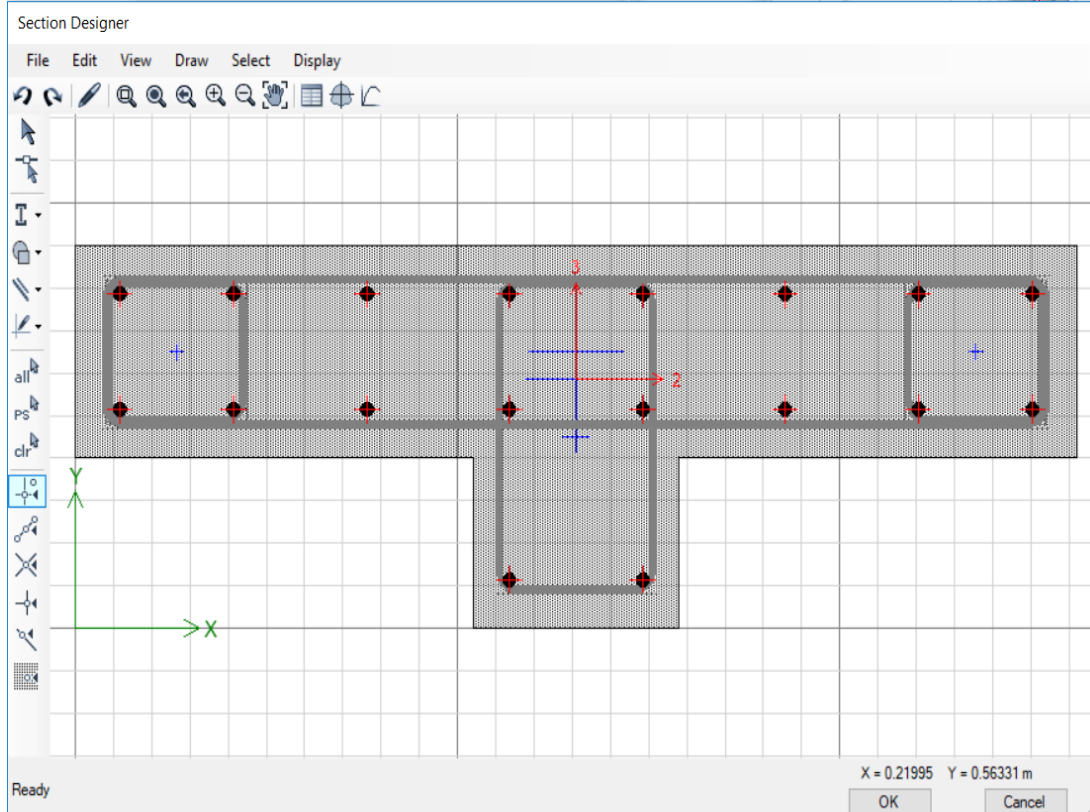 Section Designer
File Edit View Draw Select Display
all
PS
clr
3
2
Y
X
X = 0.21995 Y = 0.56331 m
Ready
OK Cancel